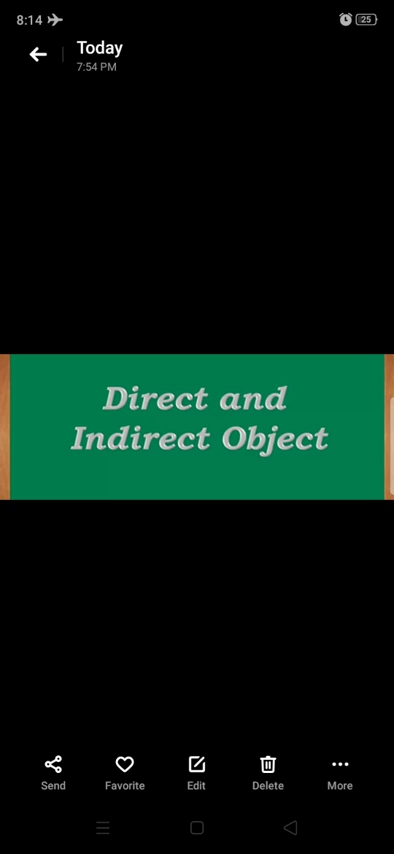 8:14
25
Today
7:54 PM
Direct and
Indirect Object
Send Favorite Edit Delete More